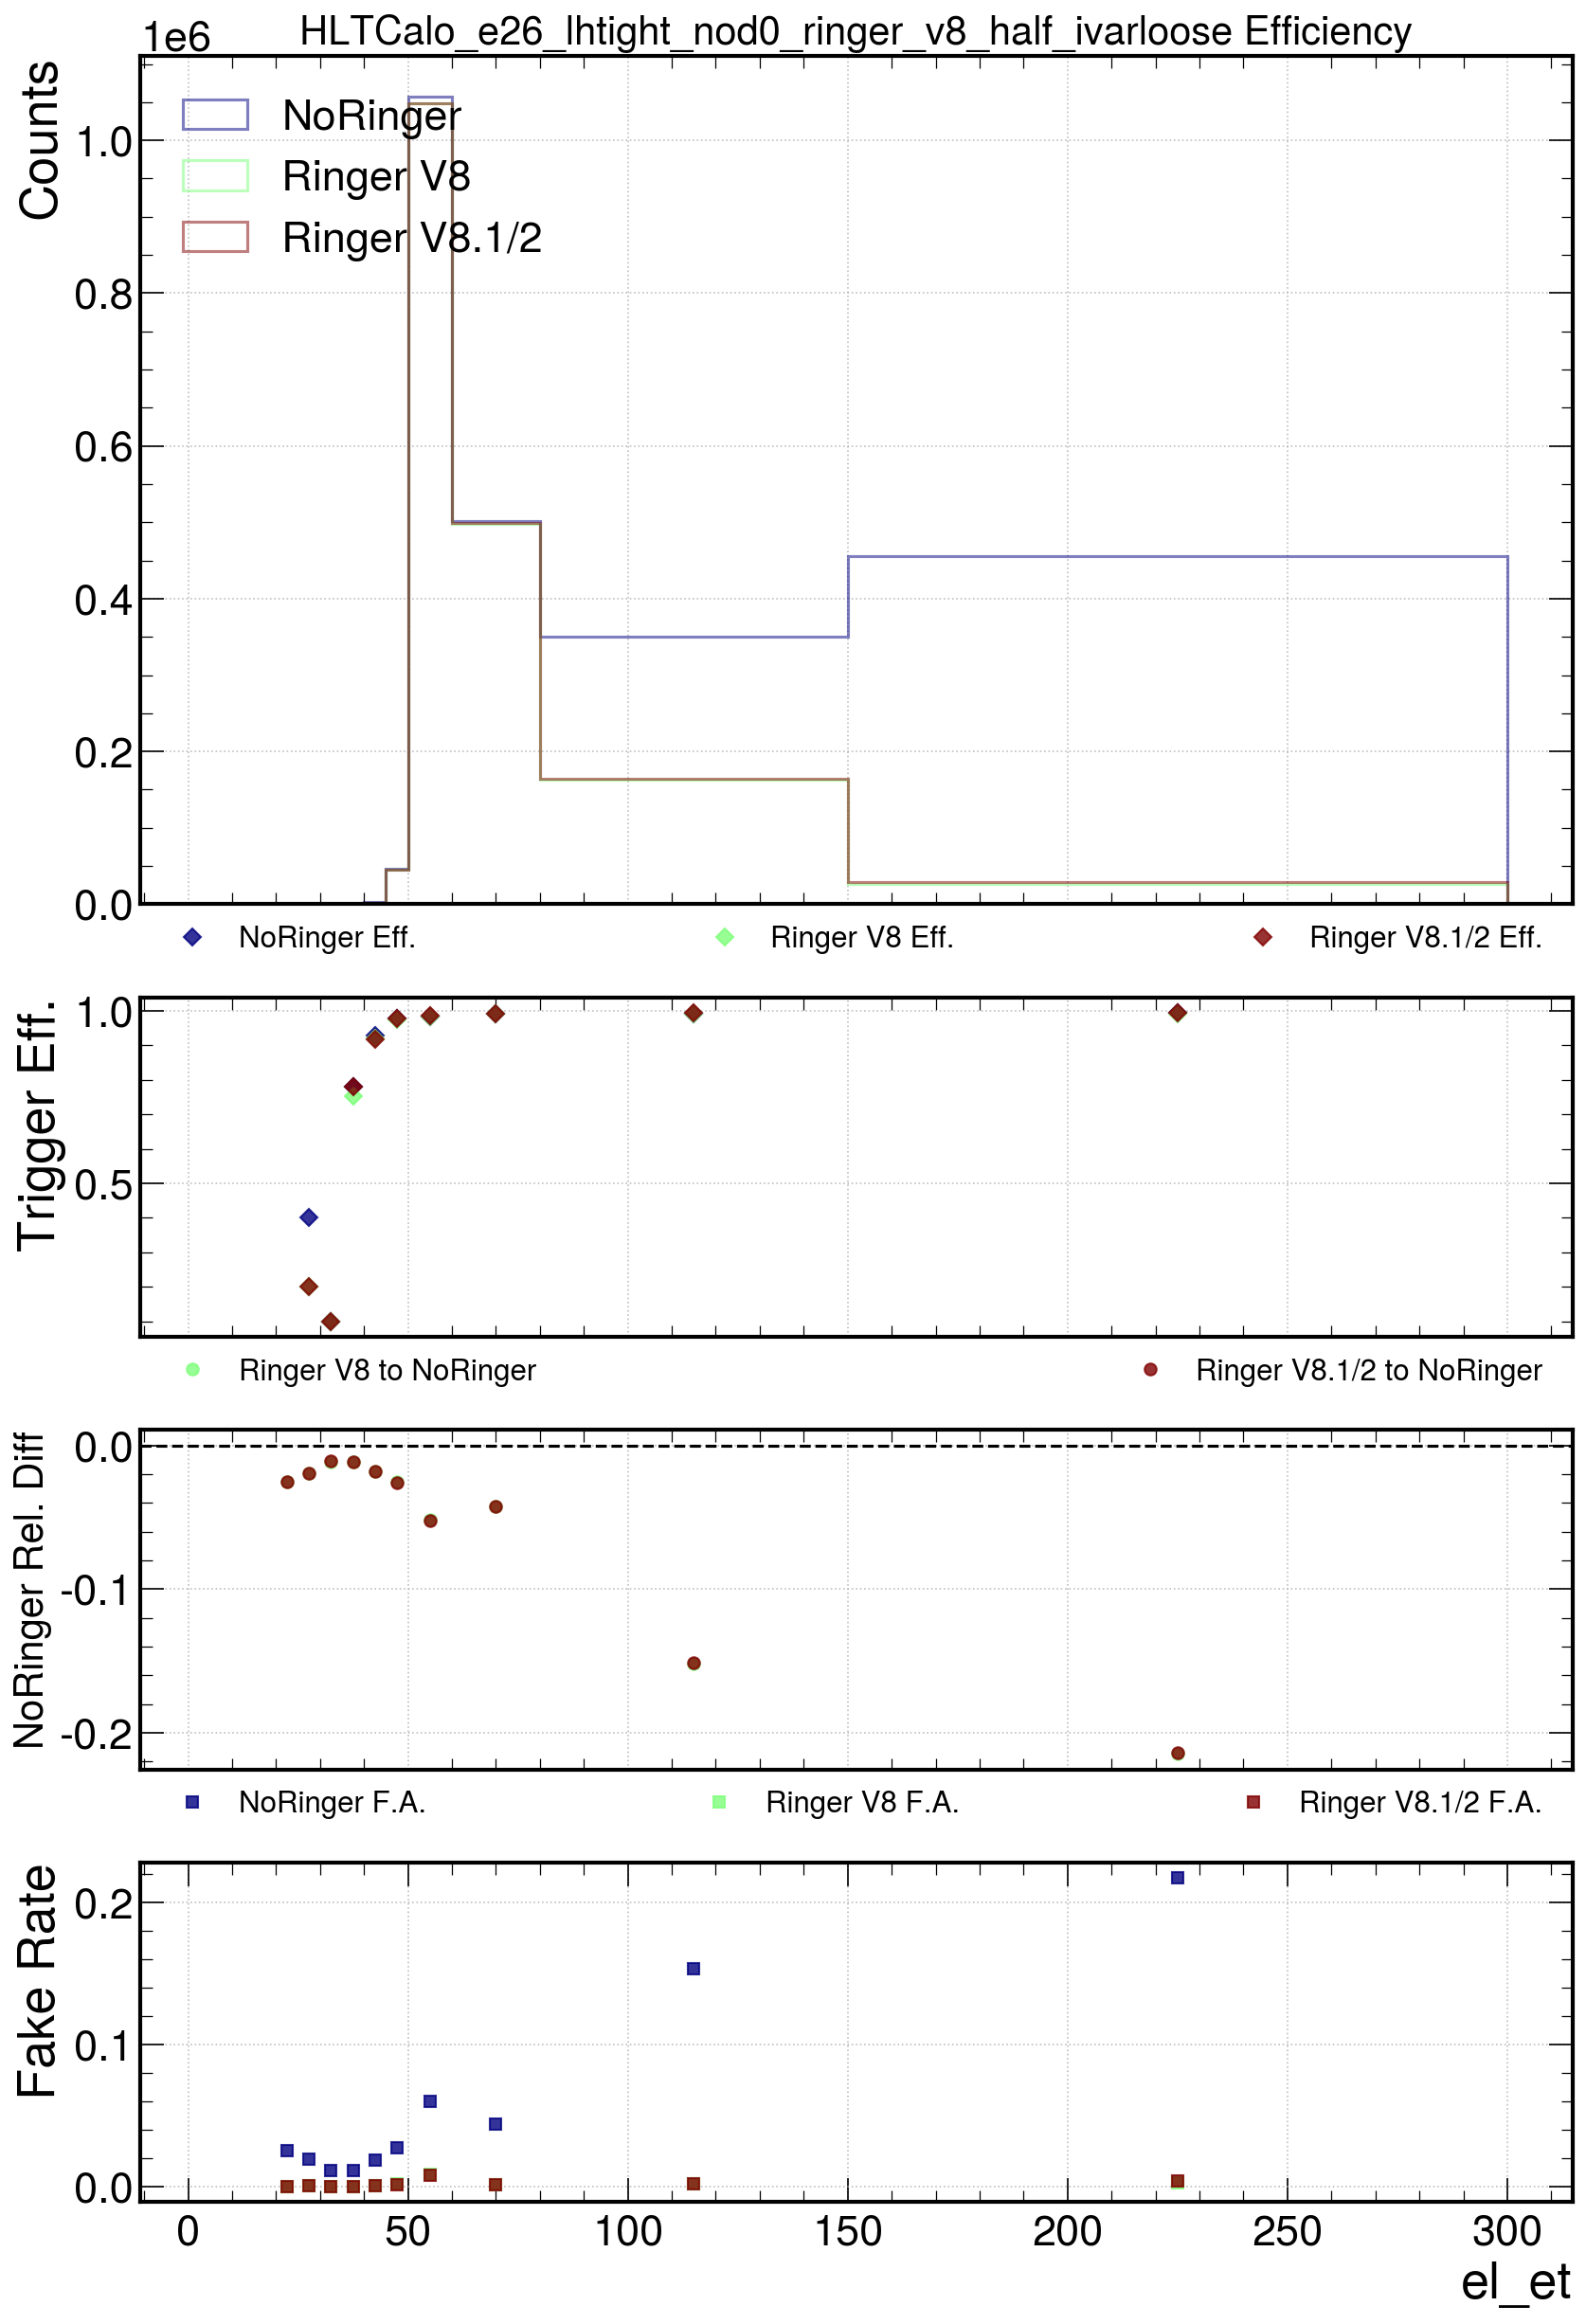 HLTCalo_e26_lhtight_nod0_ringer_v8_half_ivarloose Efficiency
1e6
Counts
NoRinger
Ringer V8
Ringer V8.1/2
1.0
0.8
0.6
0.4
0.2
0.0
NoRinger Eff. Ringer V8 Eff. Ringer V8.1/2 Eff.
Trigger Eff.
1.0
0.5
Ringer V8 to NoRinger Ringer V8.1/2 to NoRinger
NoRinger Rel. Diff
0.0
-0.1
-0.2
NoRinger F.A. Ringer V8 F.A. Ringer V8.1/2 F.A.
Fake Rate
0.2
0.1
0.0
0 50 100 150 200 250 300
el_et